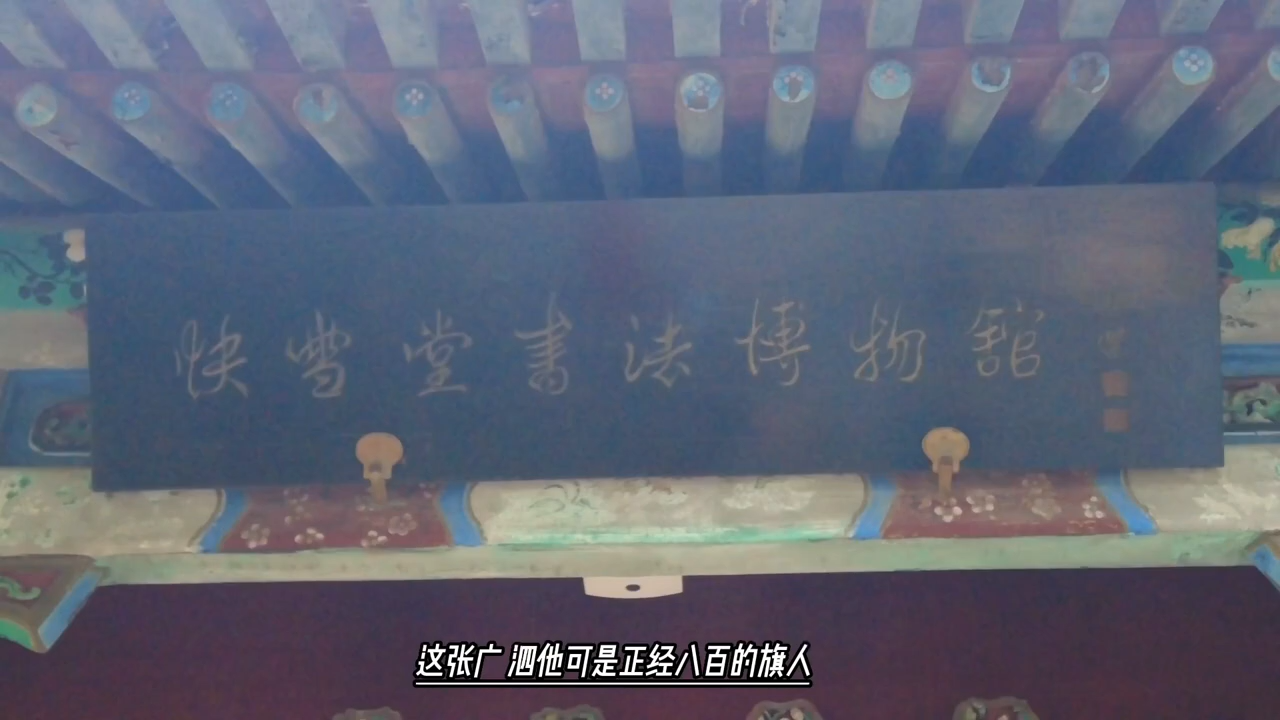 快雪堂書法博物館
这张广 泗他可是正经八百的旗人